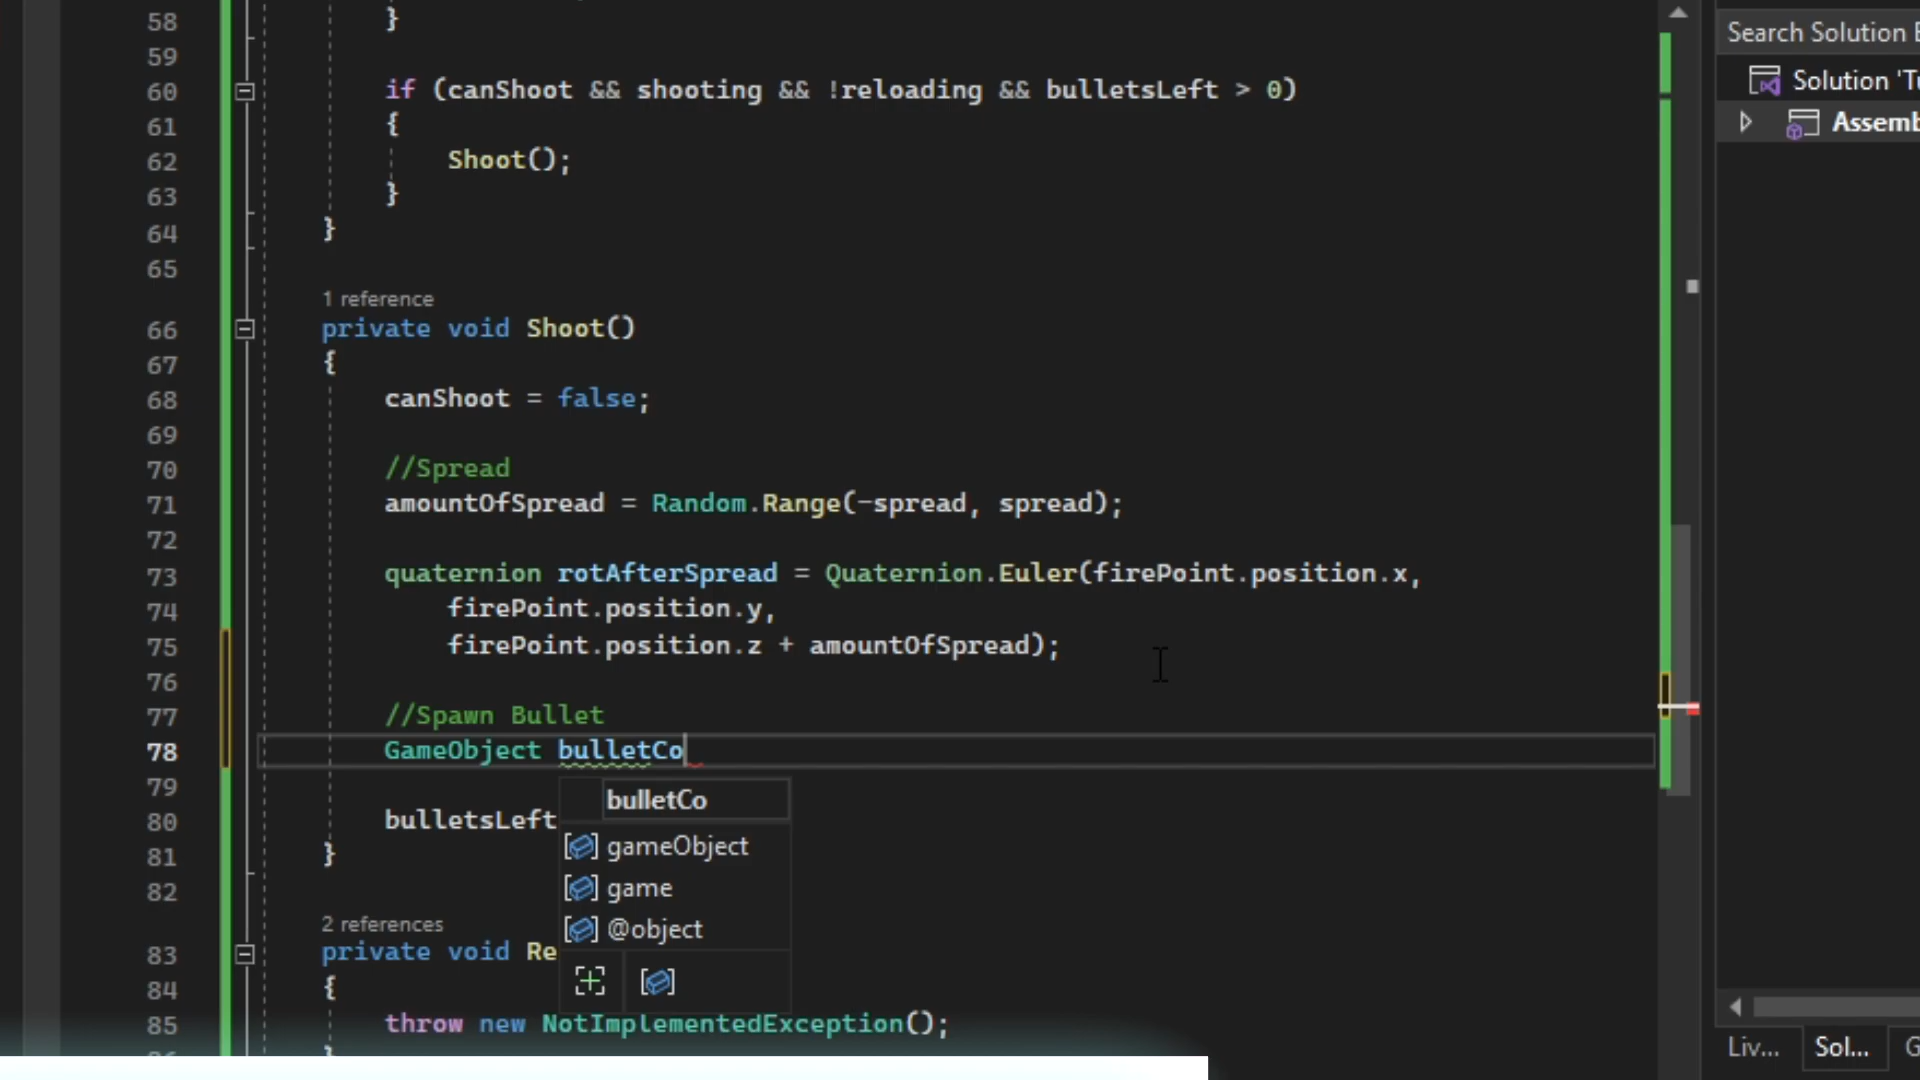 58 }
59
60 if (canShoot && shooting && !reloading && bulletsLeft > 0)
61 {
62 Shoot();
63 }
64 }
65
1 reference
66 private void Shoot()
67 {
68 canShoot = false;
69
70 //Spread
71 amountOfSpread = Random.Range(-spread, spread);
72
73 quaternion rotAfterSpread = Quaternion.Euler(firePoint.position.x,
74 firePoint.position.y,
75 firePoint.position.z + amountOfSpread);
76
77 //Spawn Bullet
78 GameObject bulletCo
79
80 bulletsLeft
81 }
82
2 references
83 private void Re
84 {
85 throw new NotImplementedException();
bulletCo
gameObject
game
@object
Search Solution E
Solution 'Tu
Assemb
Liv...
Sol...
G